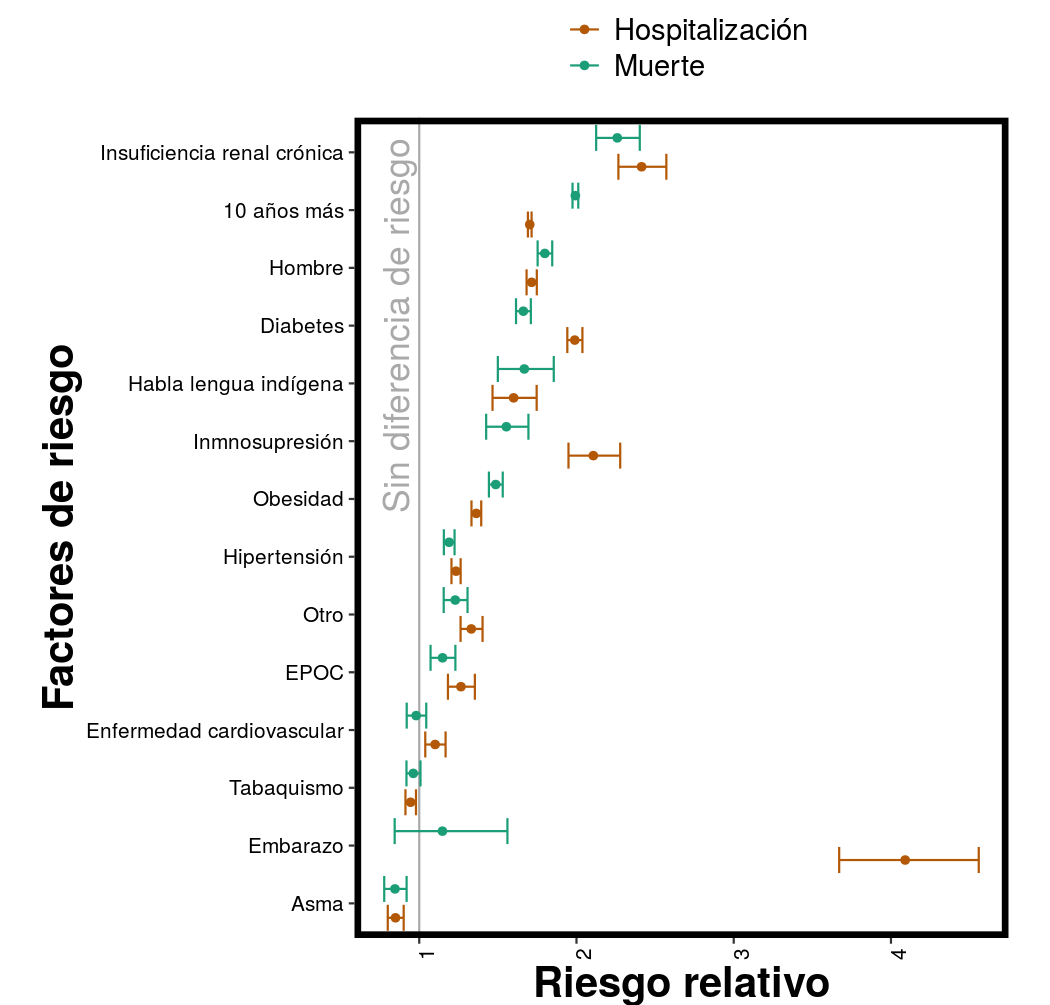 Hospitalización
Muerte
Factores de riesgo
Insuficiencia renal crónica
10 años más
Hombre
Diabetes
Habla lengua indígena
Inmnosupresión
Obesidad
Hipertensión
Otro
EPOC
Enfermedad cardiovascular
Tabaquismo
Embarazo
Asma
Sin diferencia de riesgo
1
2
3
4
Riesgo relativo